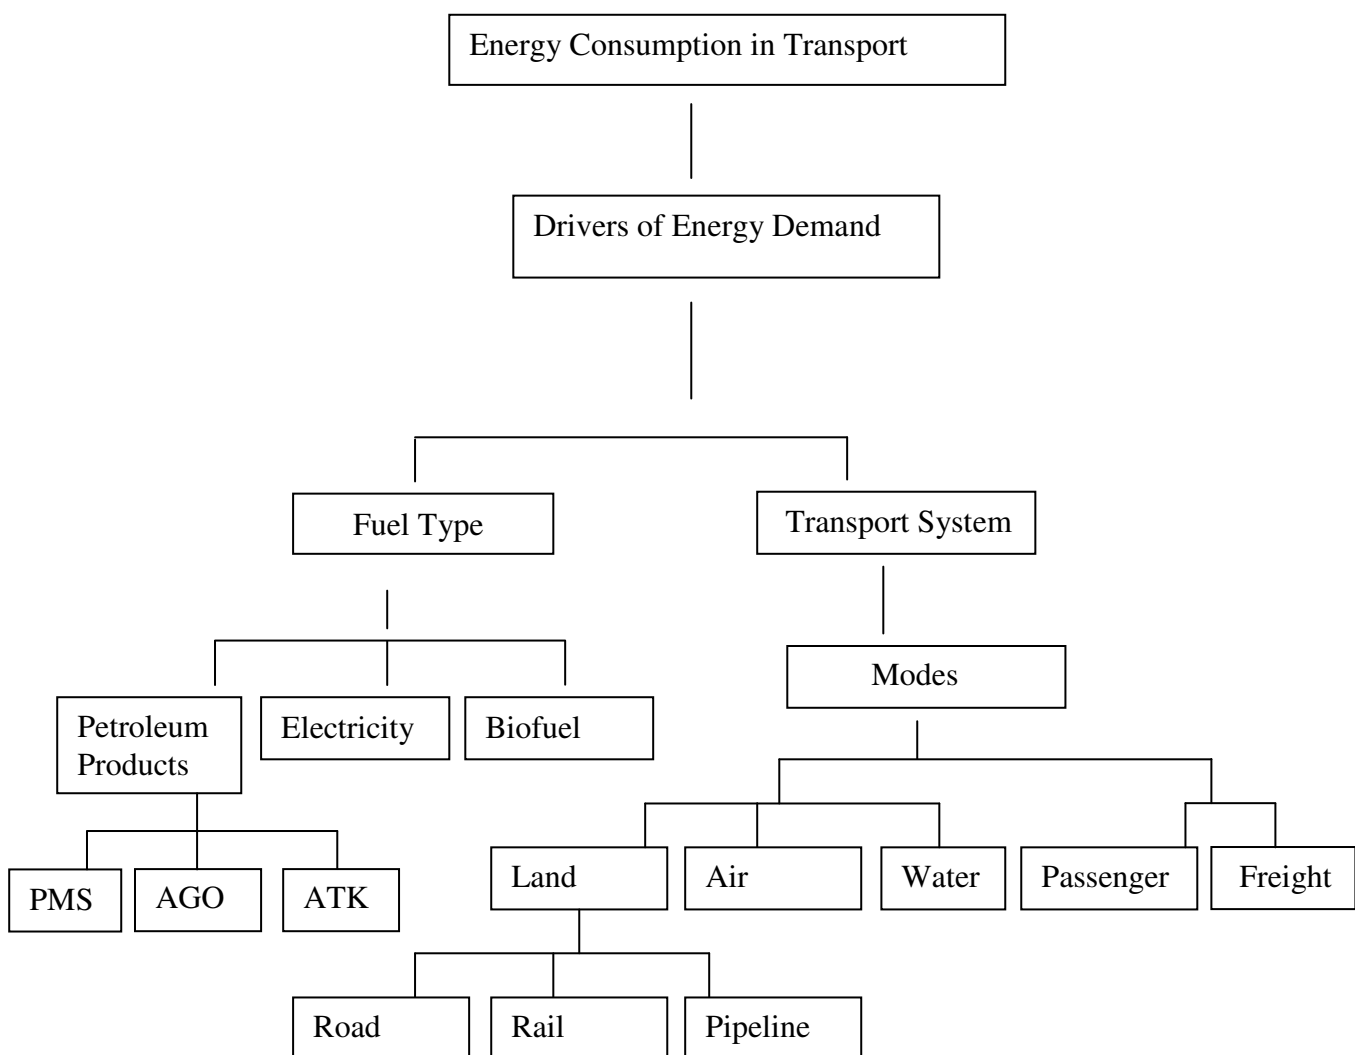 Energy Consumption in Transport
Drivers of Energy Demand
Fuel Type
Transport System
Modes
Petroleum
Products
Electricity
Biofuel
Land
Air
Water
Passenger
Freight
PMS
AGO
ATK
Road
Rail
Pipeline